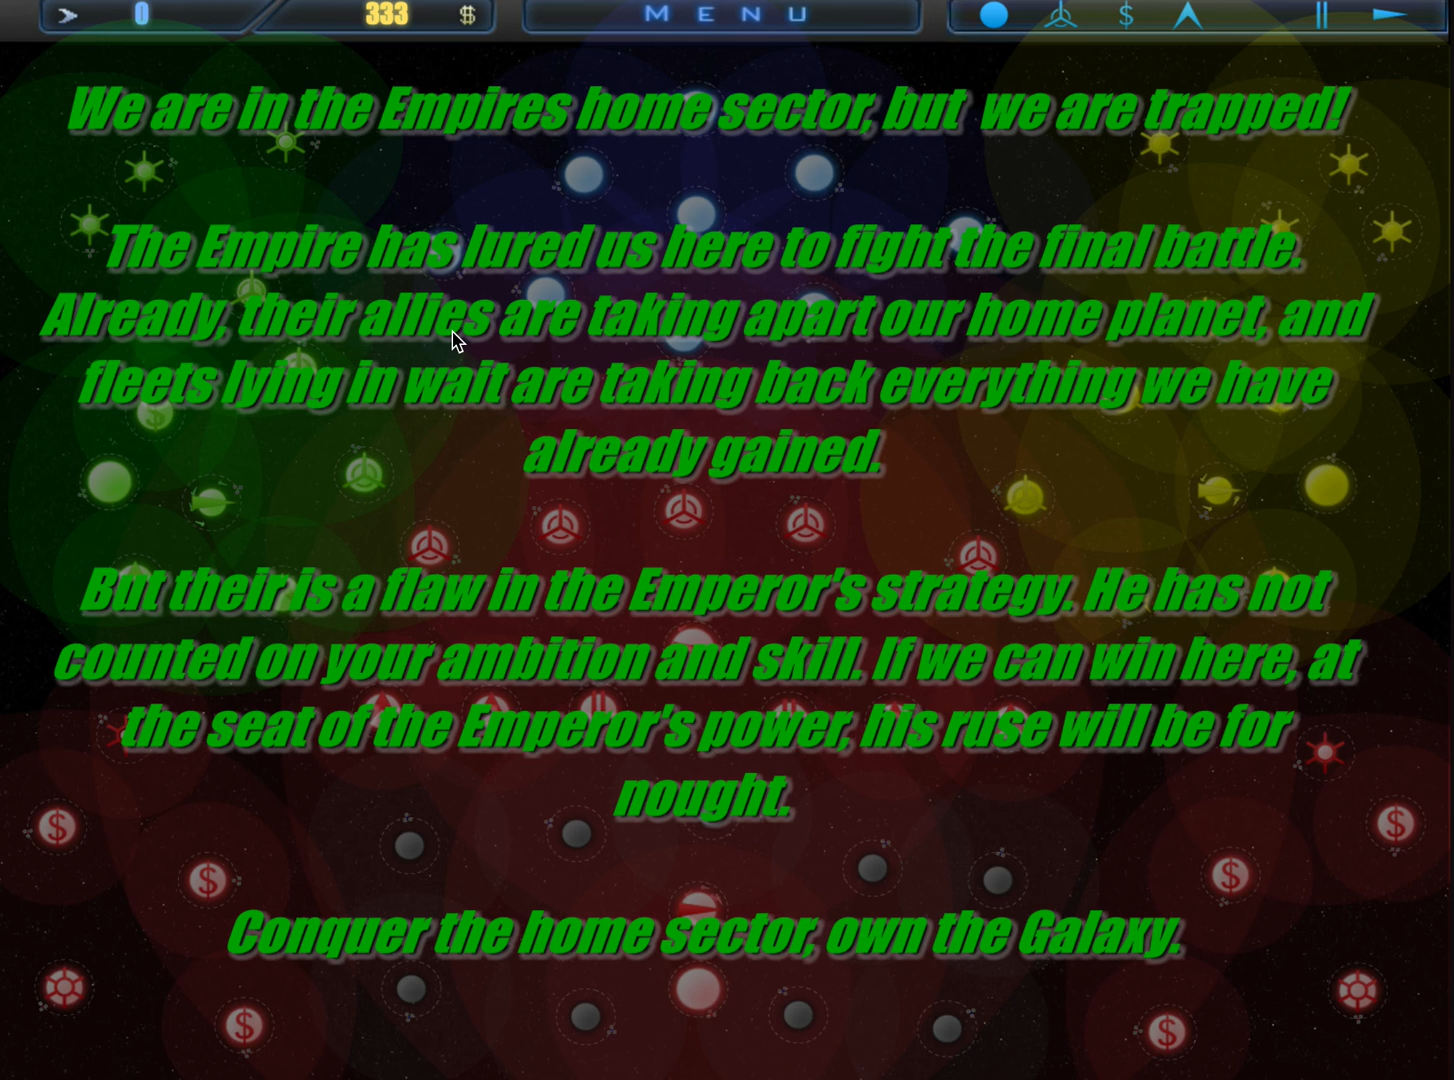 0 333 $ MENU $
We are in the Empires home sector, but we are trapped!
The Empire has lured us here to fight the final battle.
Already, their allies are taking apart our home planet, and
fleets lying in wait are taking back everything we have
already gained.
But their is a flaw in the Emperor's strategy. He has not
counted on your ambition and skill. If we can win here, at
the seat of the Emperor's power, his ruse will be for
nought.
$
$
$
$
Conquer the home sector, own the Galaxy.
$
$